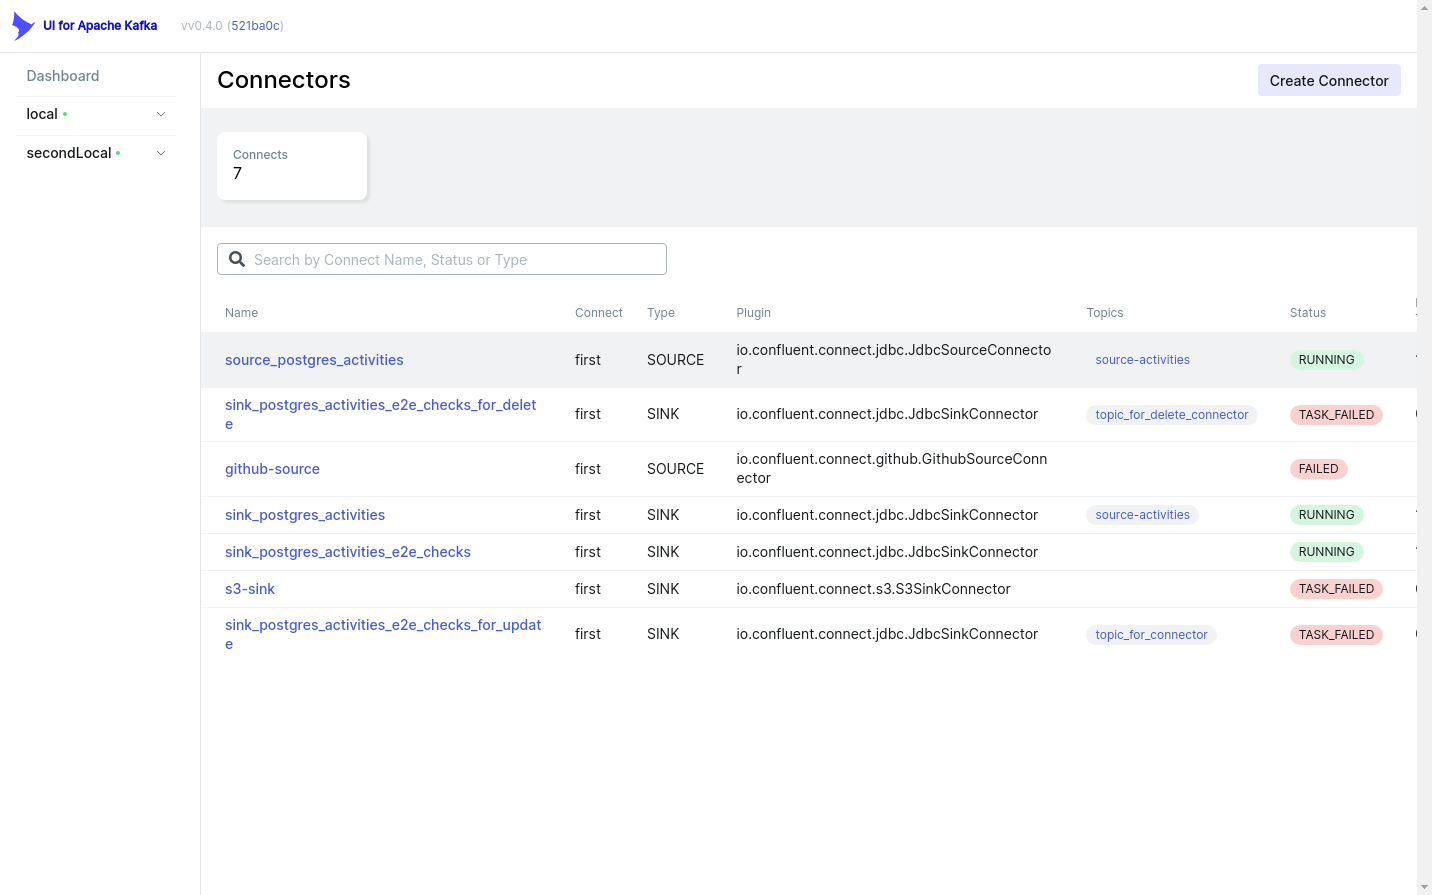 UI for Apache Kafka vv0.4.0 (521ba0c)
Dashboard
local
secondLocal
Connectors
Create Connector
Connects
7
Search by Connect Name, Status or Type
Name Connect Type Plugin Topics Status
source_postgres_activities first SOURCE io.confluent.connect.jdbc.JdbcSourceConnecto
r source-activities RUNNING
sink_postgres_activities_e2e_checks_for_delet
e first SINK io.confluent.connect.jdbc.JdbcSinkConnector topic_for_delete_connector TASK_FAILED
github-source first SOURCE io.confluent.connect.github.GithubSourceConn
ector FAILED
sink_postgres_activities first SINK io.confluent.connect.jdbc.JdbcSinkConnector source-activities RUNNING
sink_postgres_activities_e2e_checks first SINK io.confluent.connect.jdbc.JdbcSinkConnector RUNNING
s3-sink first SINK io.confluent.connect.s3.S3SinkConnector TASK_FAILED
sink_postgres_activities_e2e_checks_for_updat
e first SINK io.confluent.connect.jdbc.JdbcSinkConnector topic_for_connector TASK_FAILED